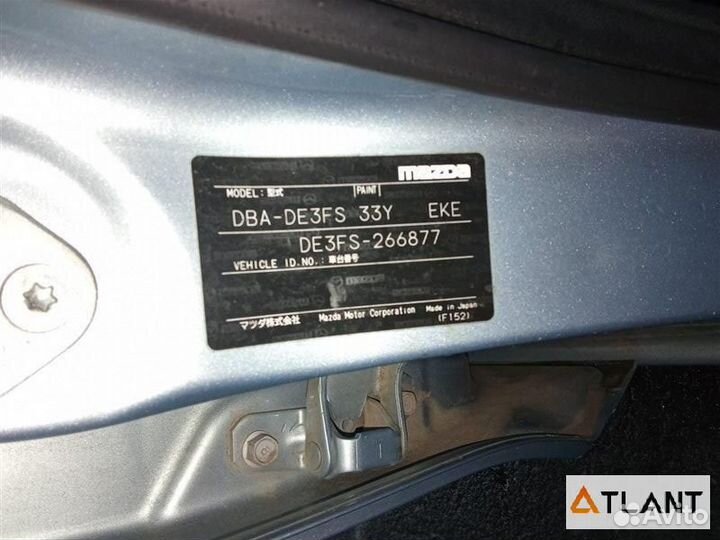 mazda
MODEL: 型式 PAINT
DBA-DE3FS 33Y EKE
DE3FS-266877
VEHICLE ID.NO.: 車台番号
マツダ株式会社 Mazda Motor Corporation Made in Japan
(F152)
ATLANT
Avito